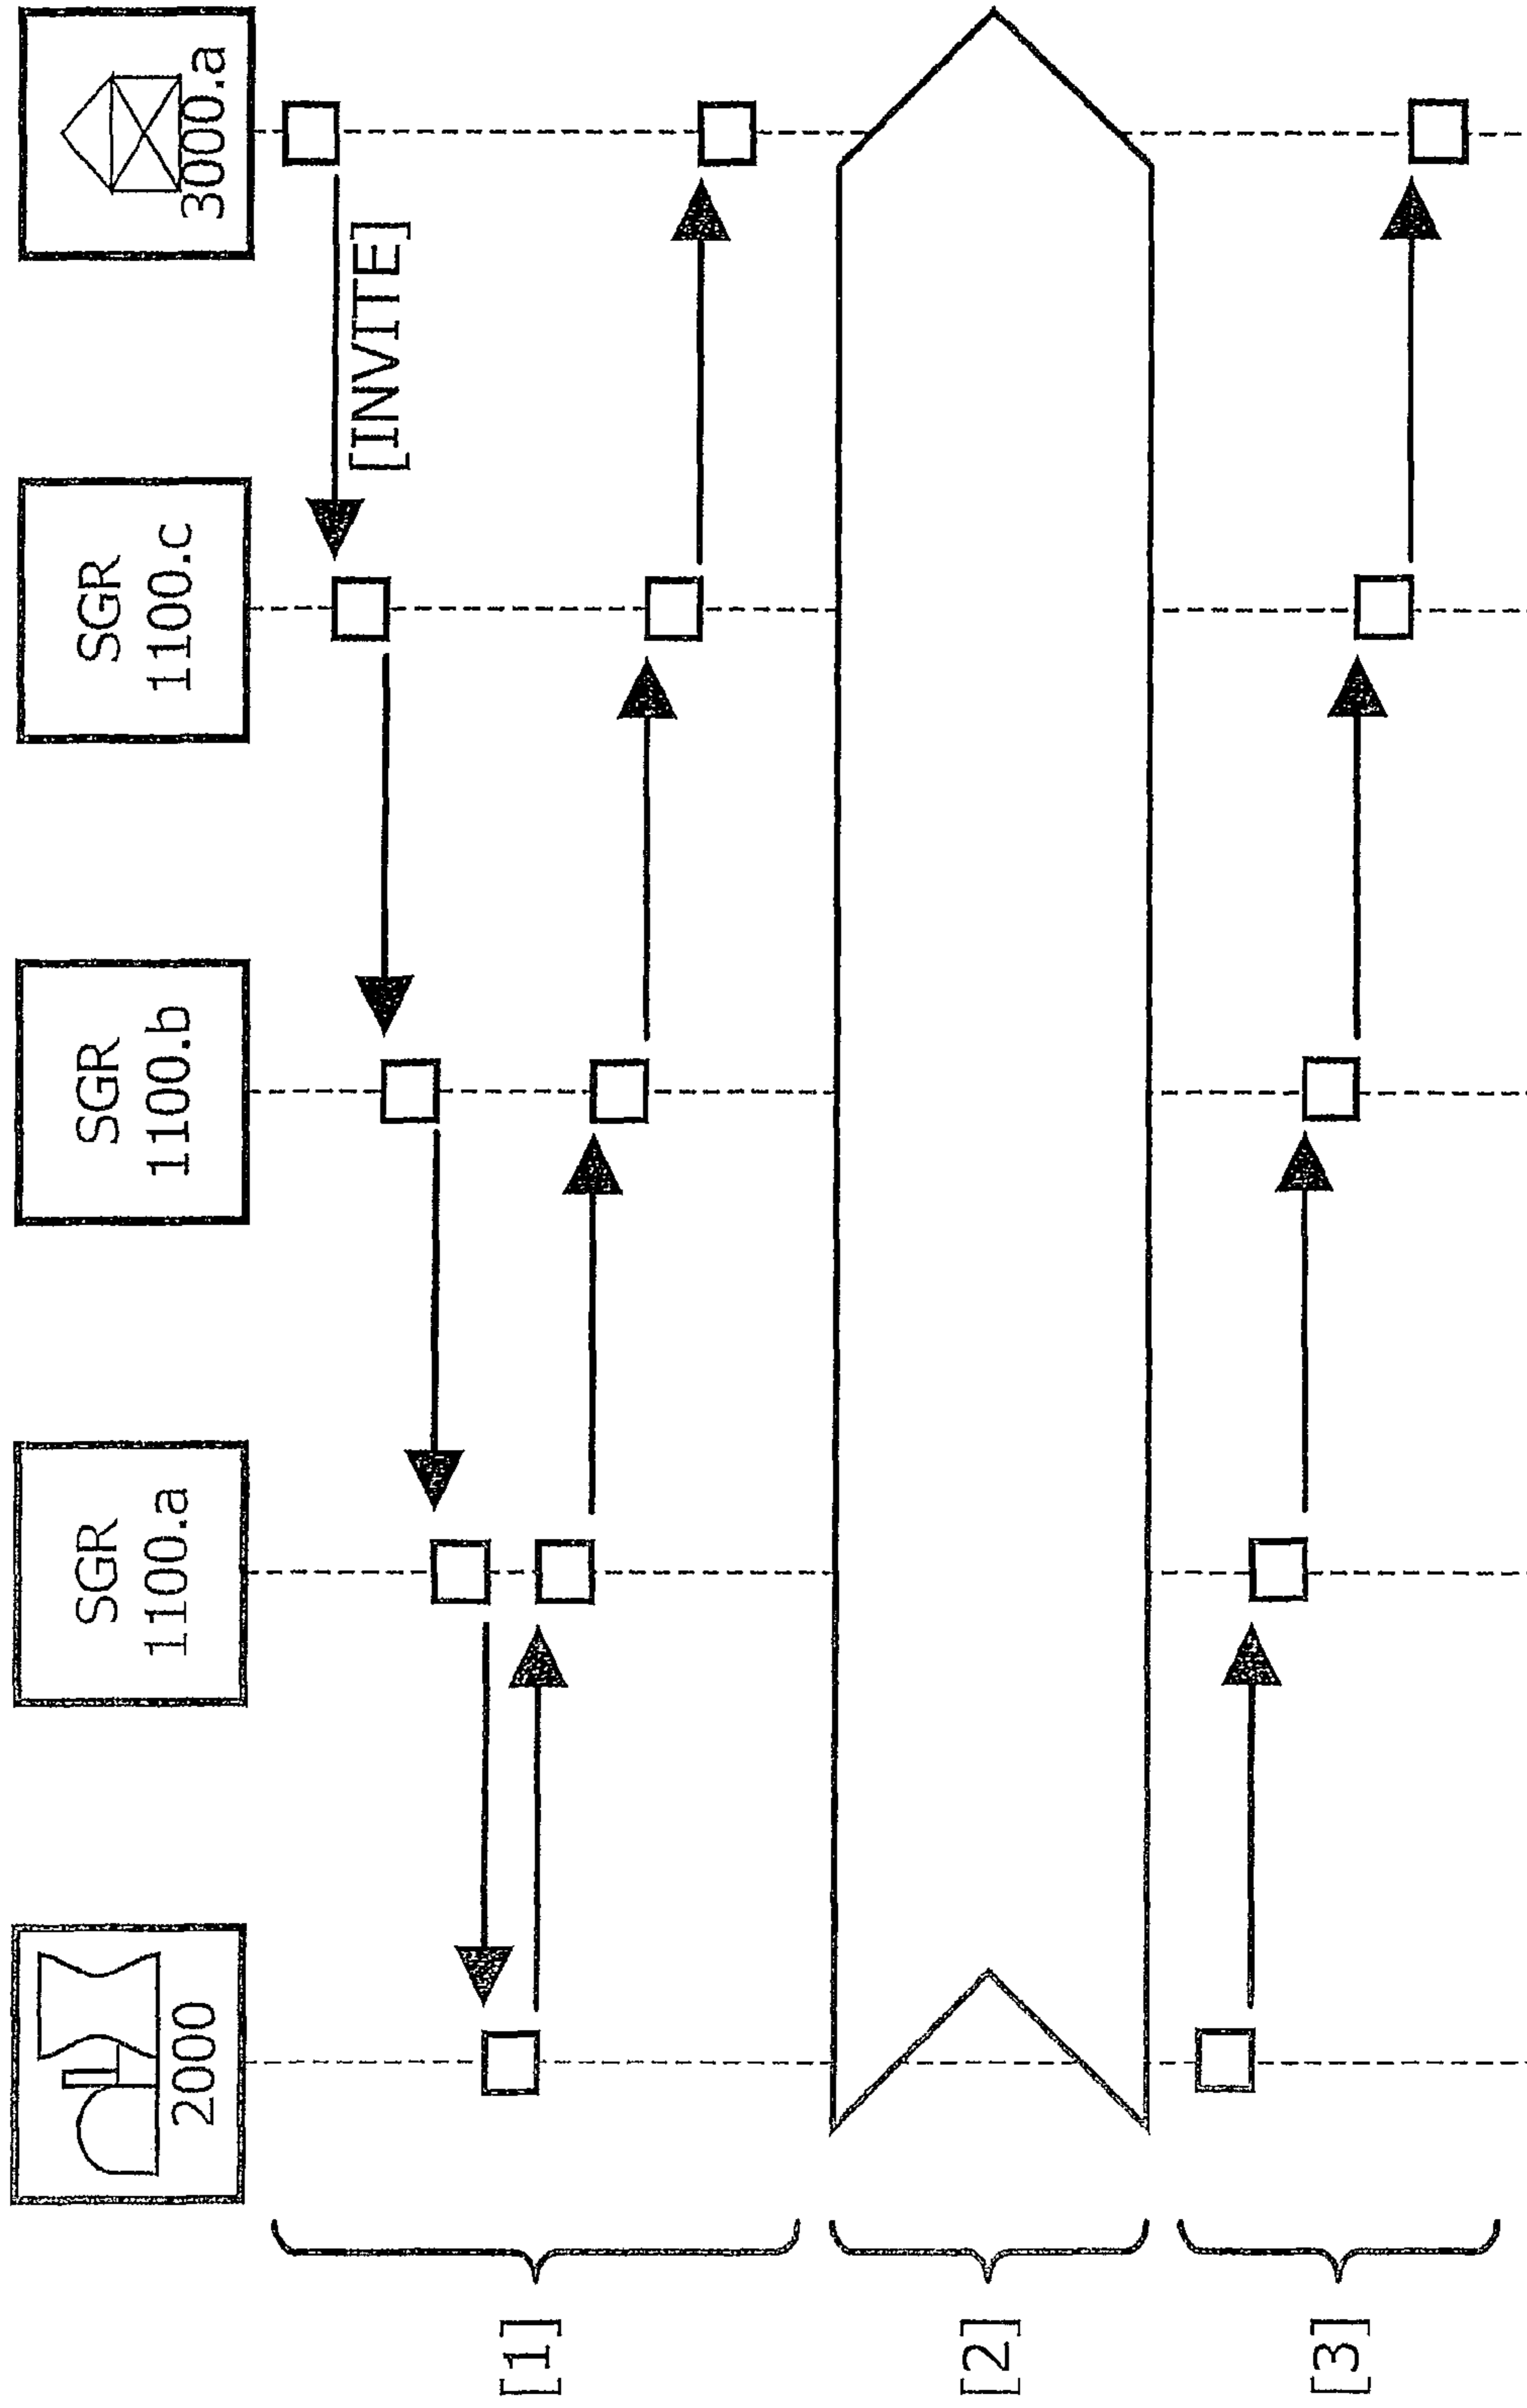 2000
SGR
1100.a
SGR
1100.b
SGR
1100.c
3000.a
[INVITE]
[1]
[2]
[3]